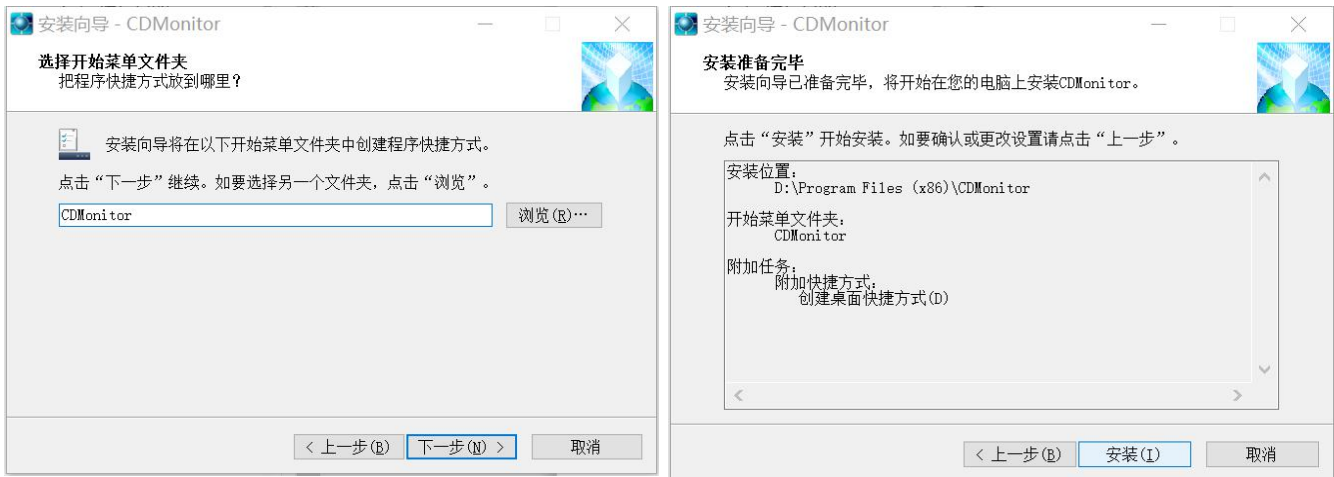 安装向导 - CDMonitor
选择开始菜单文件夹
把程序快捷方式放到哪里?
安装向导将在以下开始菜单文件夹中创建程序快捷方式。
点击“下一步”继续。如要选择另一个文件夹，点击“浏览”。
CDMonitor
浏览(R)…
< 上一步(B)
下一步(N) >
取消
安装向导 - CDMonitor
安装准备完毕
安装向导已准备完毕，将开始在您的电脑上安装CDMonitor。
点击“安装”开始安装。如要确认或更改设置请点击“上一步”。
安装位置:
D:\Program Files (x86)\CDMonitor
开始菜单文件夹:
CDMonitor
附加任务:
附加快捷方式:
创建桌面快捷方式(D)
< 上一步(B)
安装(I)
取消